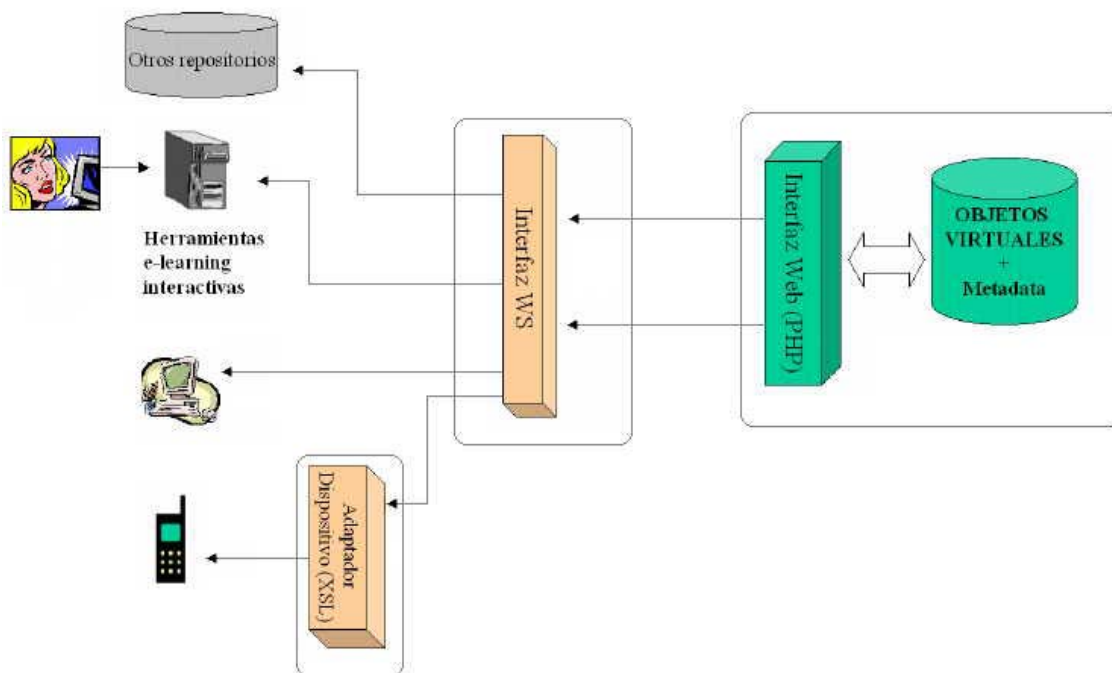 Otros repositorios
Herramientas
e-learning
interactivas
Interfaz WS
Interfaz Web (PHP)
OBJETOS
VIRTUALES
+
Metadata
Adaptador
Dispositivo (XSL)